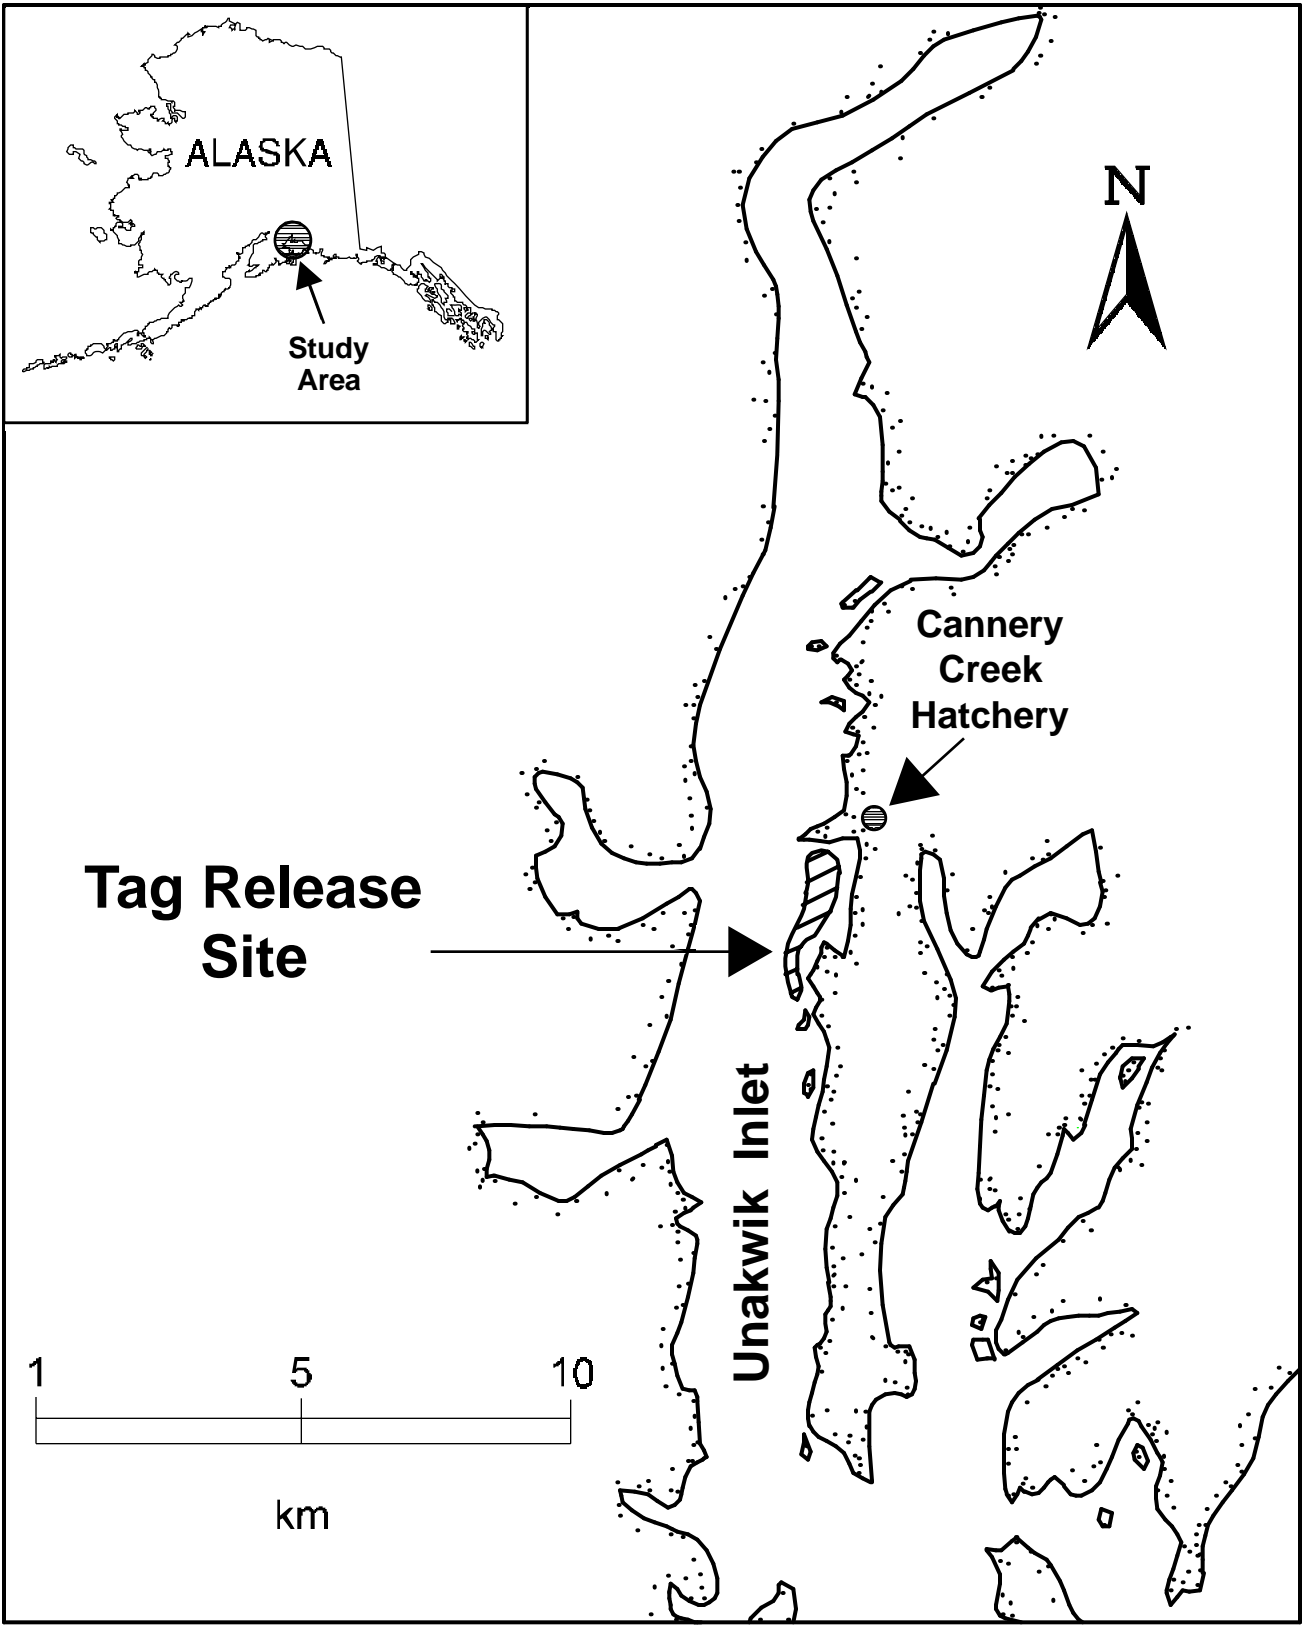 ALASKA
Study
Area
N
Cannery
Creek
Hatchery
Tag Release
Site
Unakwik Inlet
1 5 10
km